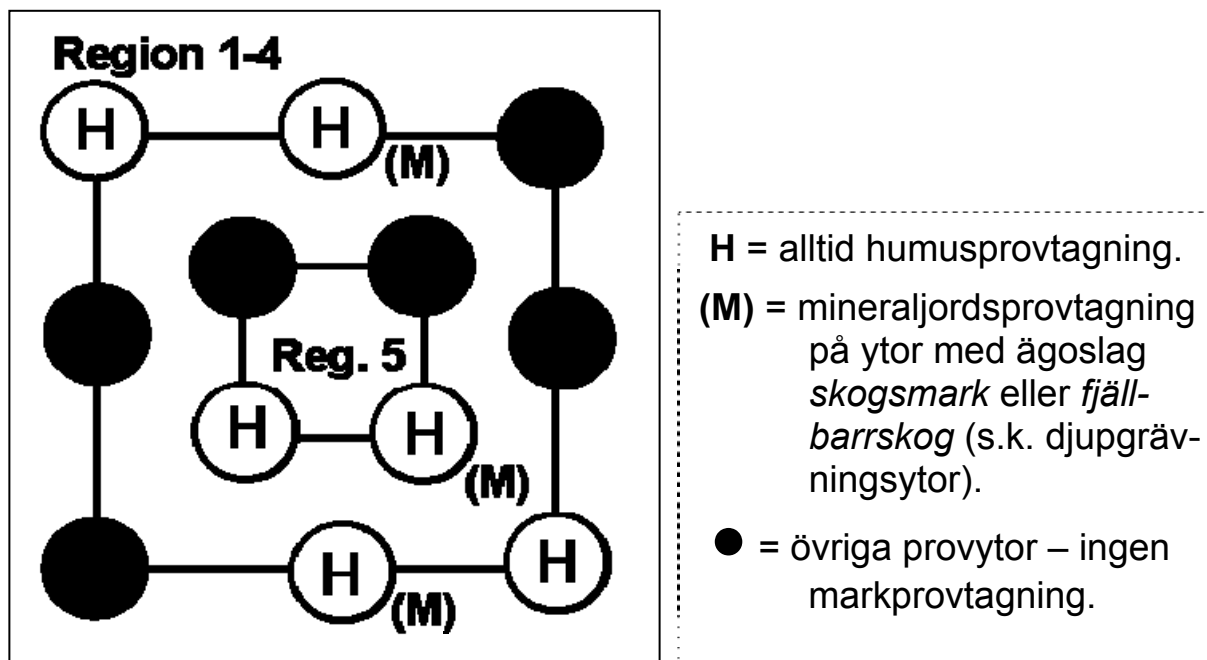 Region 1-4
H
H
(M)
Reg. 5
H
H
(M)
H
(M)
H
H = alltid humusprovtagning.
(M) = mineraljordsprovtagning
på ytor med ägoslag
skogsmark eller fjäll-
barrskog (s.k. djupgräv-
ningsytor).
= övriga provytor – ingen
markprovtagning.